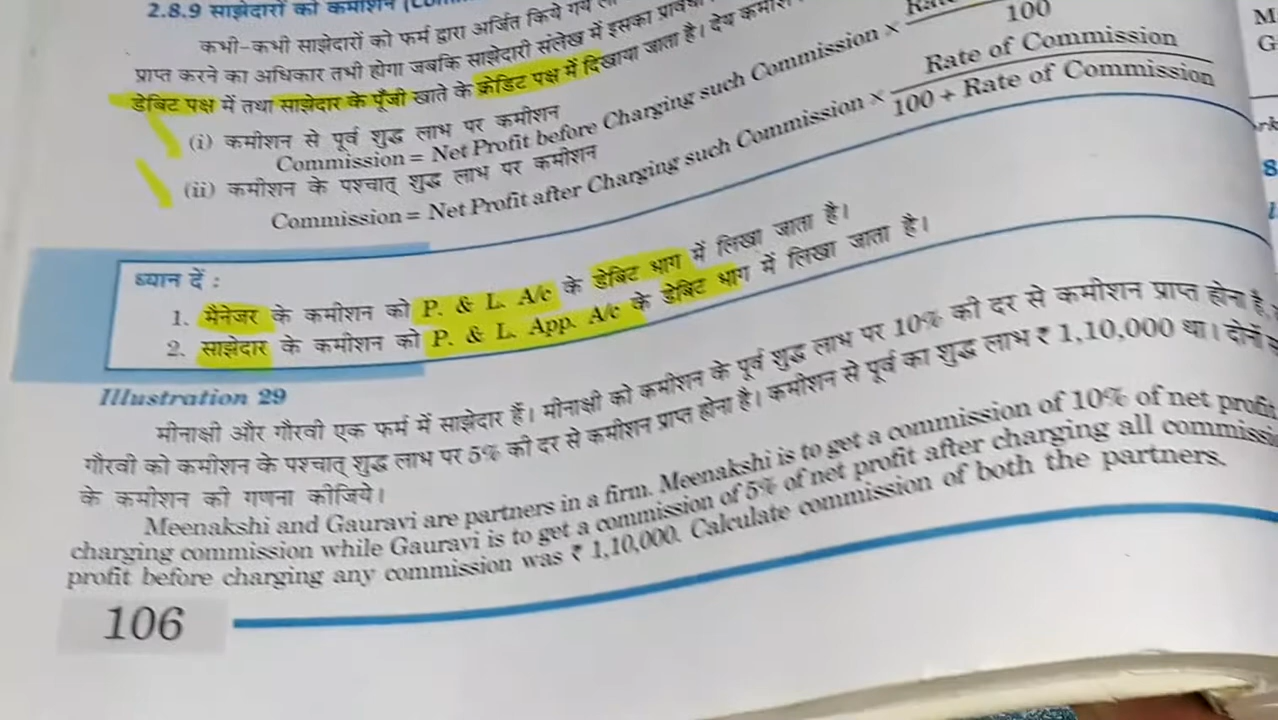 2.8.9 साझेदारों को कमीशन
कभी-कभी साझेदारों को फर्म द्वारा अर्जित किये गये
प्राप्त करने का अधिकार तभी होगा जबकि साझेदारी संलेख में इसका
डेबिट पक्ष में तथा साझेदार के पूँजी खाते के क्रेडिट पक्ष में दिखाया जाता है। देय
(i) कमीशन से पूर्व शुद्ध लाभ पर कमीशन
Commission = Net Profit before Charging such Commission × Rate / 100
(ii) कमीशन के पश्चात् शुद्ध लाभ पर कमीशन
Commission = Net Profit after Charging such Commission × Rate of Commission / 100 + Rate of Commission
ध्यान दें :
1. मैनेजर के कमीशन को P. & L. A/c के डेबिट भाग में लिखा जाता है।
2. साझेदार के कमीशन को P. & L. App. A/c के डेबिट भाग में लिखा जाता है।
Illustration 29
मीनाक्षी और गौरवी एक फर्म में साझेदार हैं। मीनाक्षी को कमीशन के पूर्व शुद्ध लाभ पर 10% की दर से कमीशन प्राप्त होना है,
गौरवी को कमीशन के पश्चात् शुद्ध लाभ पर 5% की दर से कमीशन प्राप्त होना है। कमीशन से पूर्व का शुद्ध लाभ ₹ 1,10,000 था। दोनों
के कमीशन की गणना कीजिये।
Meenakshi and Gauravi are partners in a firm. Meenakshi is to get a commission of 10% of net profit
charging commission while Gauravi is to get a commission of 5% of net profit after charging all
profit before charging any commission was ₹ 1,10,000. Calculate commission of both the partners.
106